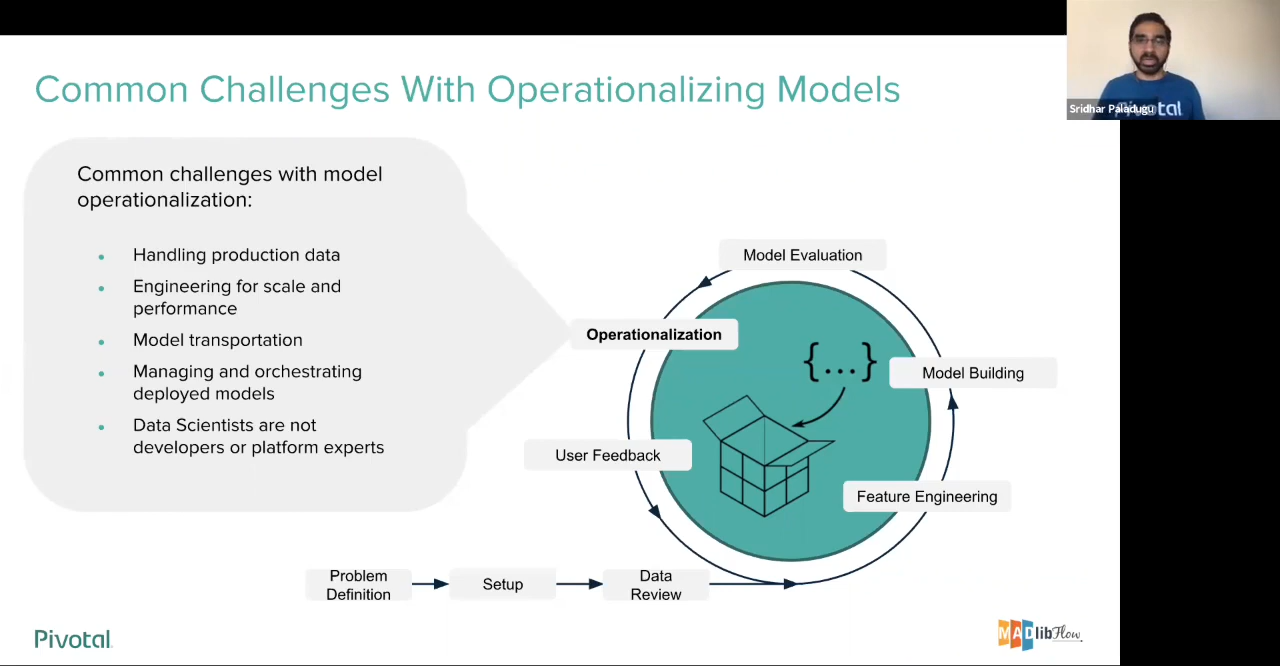 Common Challenges With Operationalizing Models
Sridhar Paladugu
Pivotal
Common challenges with model
operationalization:
Handling production data
Engineering for scale and
performance
Model transportation
Managing and orchestrating
deployed models
Data Scientists are not
developers or platform experts
Model Evaluation
Operationalization
{...}
Model Building
User Feedback
Feature Engineering
Problem
Definition
Setup
Data
Review
Pivotal
MADlibFlow